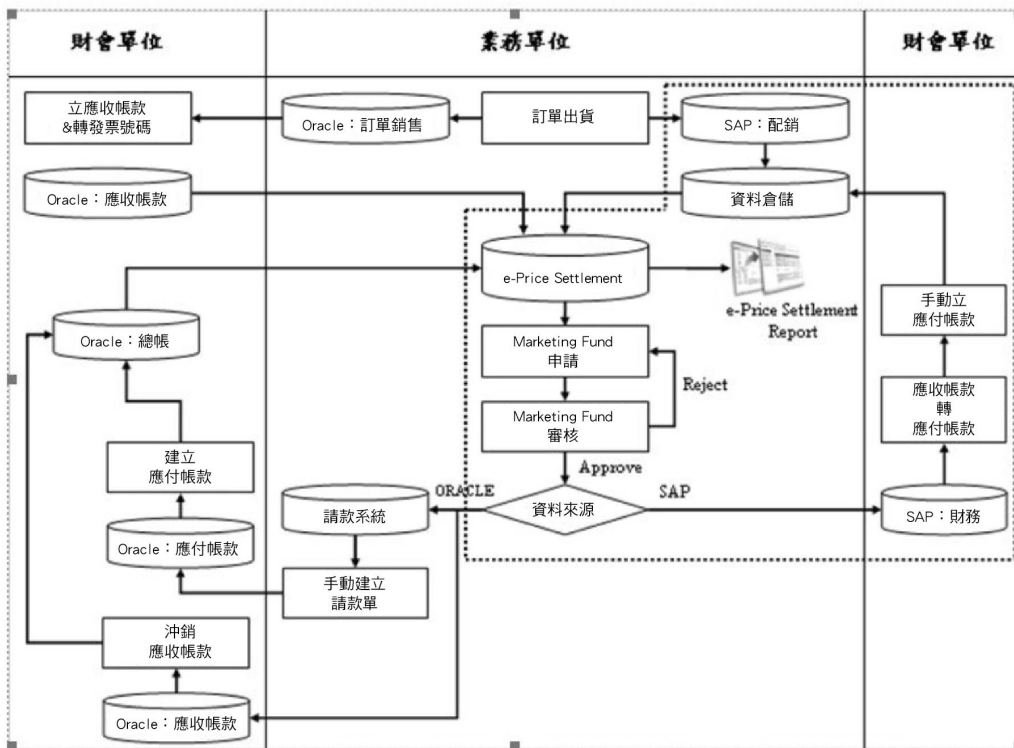 財會單位
業務單位
財會單位
立應收帳款
&轉發票號碼
Oracle：訂單銷售
訂單出貨
SAP：配銷
Oracle：應收帳款
資料倉儲
e-Price Settlement
e-Price Settlement
Report
手動立
應付帳款
Oracle：總帳
Marketing Fund
申請
Reject
應收帳款
轉
應付帳款
Marketing Fund
審核
建立
應付帳款
Approve
ORACLE
SAP
請款系統
資料來源
SAP：財務
Oracle：應付帳款
手動建立
請款單
沖銷
應收帳款
Oracle：應收帳款